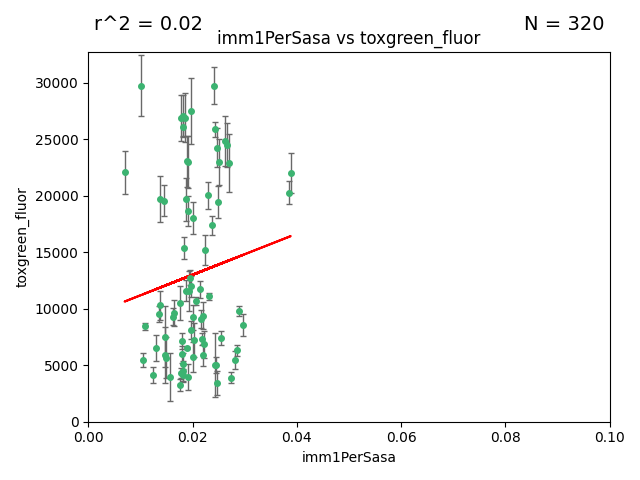 r^2 = 0.02
N = 320
imm1PerSasa vs toxgreen_fluor
30000
25000
20000
15000
10000
5000
0
toxgreen_fluor
0.00
0.02
0.04
0.06
0.08
0.10
imm1PerSasa